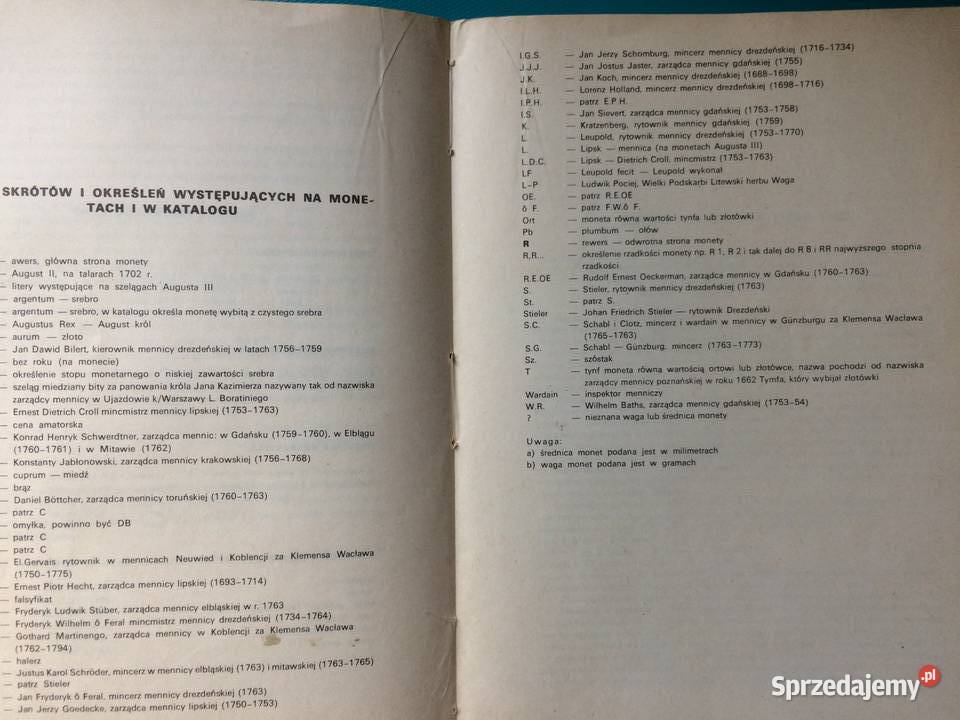 SKRÓTÓW I OKREŚLEŃ WYSTĘPUJĄCYCH NA MONE-
TACH I W KATALOGU
— awers, główna strona monety
— August II, na talarach 1702 r.
— litery występujące na szelągach Augusta III
— argentum — srebro
— argentum — srebro, w katalogu określa monetę wybitą z czystego srebra
— Augustus Rex — August król
— aurum — złoto
— Jan Dawid Bilert, kierownik mennicy drezdeńskiej w latach 1756–1759
— bez roku (na monecie)
— określenie stopu monetarnego o niskiej zawartości srebra
— szeląg miedziany bity za panowania króla Jana Kazimierza nazywany tak od nazwiska
zarządcy mennicy w Ujazdowie k/Warszawy L. Boratiniego
— Ernest Dietrich Croll mincmistrz mennicy lipskiej (1753–1763)
— cena amatorska
— Konrad Henryk Schwerdtner, zarządca mennic: w Gdańsku (1759–1760), w Elblągu
(1760–1761) i w Mitawie (1762)
— Konstanty Jabłonowski, zarządca mennicy krakowskiej (1756–1768)
— cuprum — miedź
— brąz
— Daniel Böttcher, zarządca mennicy toruńskiej (1760–1763)
— patrz C
— omyłka, powinno być DB
— patrz C
— patrz C
— El.Gervais rytownik w mennicach Neuwied i Koblencji za Klemensa Wacława
(1750–1775)
— Ernest Piotr Hecht, zarządca mennicy lipskiej (1693–1714)
— falsyfikat
— Fryderyk Ludwik Stüber, zarządca mennicy elbląskiej w r. 1763
— Fryderyk Wilhelm ô Feral mincmistrz mennicy drezdeńskiej (1734–1764)
— Gothard Martinengo, zarządca mennicy w Koblencji za Klemensa Wacława
(1762–1794)
— halerz
— Justus Karol Schröder, mincerz w mennicy elbląskiej (1763) i mitawskiej (1763–1765)
— patrz Stieler
— Jan Fryderyk ô Feral, mincerz mennicy drezdeńskiej (1763)
— Jan Jerzy Goedecke, zarządca mennicy lipskiej (1750–1753)
I.G.S. — Jan Jerzy Schomburg, mincerz mennicy drezdeńskiej (1716–1734)
J.J.J. — Jan Jostus Jaster, zarządca mennicy gdańskiej (1755)
J.K. — Jan Koch, mincerz mennicy drezdeńskiej (1688–1698)
I.L.H. — Lorenz Holland, mincerz mennicy drezdeńskiej (1698–1716)
I.P.H. — patrz E.P.H.
I.S. — Jan Sievert, zarządca mennicy gdańskiej (1753–1758)
K. — Kratzenberg, rytownik mennicy gdańskiej (1759)
L. — Leupold, rytownik mennicy drezdeńskiej (1753–1770)
L. — Lipsk — mennica (na monetach Augusta III)
L.D.C. — Lipsk — Dietrich Croll, mincmistrz (1753–1763)
LF — Leupold fecit — Leupold wykonał
L–P — Ludwik Pociej, Wielki Podskarbi Litewski herbu Waga
OE. — patrz R.E.OE
ô F. — patrz F.W.ô F.
Ort — moneta równa wartości tynfa lub złotówki
Pb — plumbum — ołów
R — rewers — odwrotna strona monety
R,R... — określenie rzadkości monety np. R 1, R 2 i tak dalej do R 8 i RR najwyższego stopnia
rzadkości
R.E.OE — Rudolf Ernest Oeckerman, zarządca mennicy w Gdańsku (1760–1763)
S. — Stieler, rytownik mennicy drezdeńskiej (1763)
St. — patrz S.
Stieler — Johan Friedrich Stieler — rytownik Drezdeński
S.C. — Schabl i Clotz, mincerz i wardain w mennicy w Günzburgu za Klemensa Wacława
(1765–1763)
S.G. — Schabl — Günzburg, mincerz (1763–1773)
Sz. — szóstak
T — tynf moneta równa wartością ortowi lub złotówce, nazwa pochodzi od nazwiska
zarządcy mennicy poznańskiej w roku 1662 Tymfa, który wybijał złotówki
Wardain — inspektor menniczy
W.R. — Wilhelm Baths, zarządca mennicy gdańskiej (1753–54)
? — nieznana waga lub średnica monety
Uwaga:
a) średnica monet podana jest w milimetrach
b) waga monet podana jest w gramach
Sprzedajemy.pl